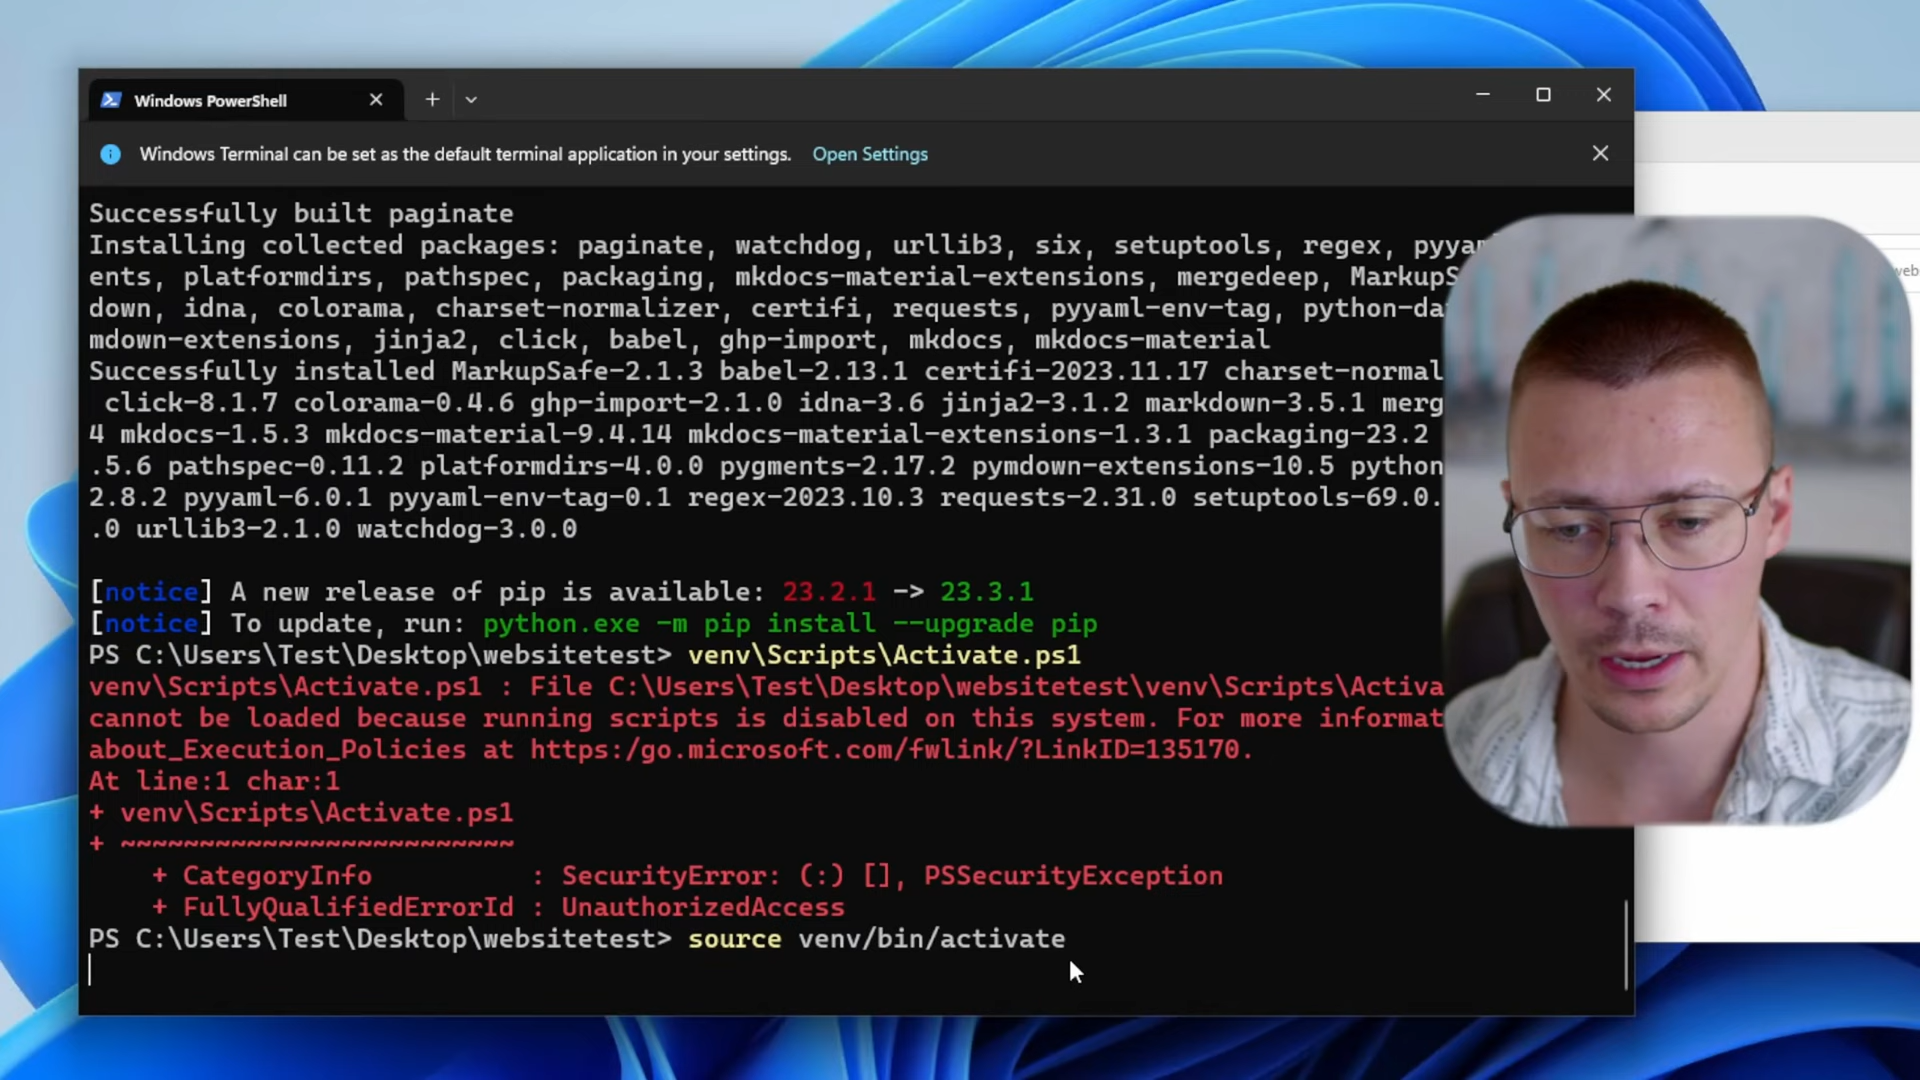 Windows PowerShell
Windows Terminal can be set as the default terminal application in your settings. Open Settings
Successfully built paginate
Installing collected packages: paginate, watchdog, urllib3, six, setuptools, regex,
ents, platformdirs, pathspec, packaging, mkdocs-material-extensions, mergedeep,
down, idna, colorama, charset-normalizer, certifi, requests, pyyaml-env-tag,
mdown-extensions, jinja2, click, babel, ghp-import, mkdocs, mkdocs-material
Successfully installed MarkupSafe-2.1.3 babel-2.13.1 certifi-2023.11.17 charset-normal
click-8.1.7 colorama-0.4.6 ghp-import-2.1.0 idna-3.6 jinja2-3.1.2 markdown-3.5.1 merg
4 mkdocs-1.5.3 mkdocs-material-9.4.14 mkdocs-material-extensions-1.3.1 packaging-23.2
.5.6 pathspec-0.11.2 platformdirs-4.0.0 pygments-2.17.2 pymdown-extensions-10.5 python
2.8.2 pyyaml-6.0.1 pyyaml-env-tag-0.1 regex-2023.10.3 requests-2.31.0 setuptools-69.0.
.0 urllib3-2.1.0 watchdog-3.0.0
[notice] A new release of pip is available: 23.2.1 -> 23.3.1
[notice] To update, run: python.exe -m pip install --upgrade pip
PS C:\Users\Test\Desktop\websitetest> venv\Scripts\Activate.ps1
venv\Scripts\Activate.ps1 : File C:\Users\Test\Desktop\websitetest\venv\Scripts\Activa
cannot be loaded because running scripts is disabled on this system. For more informat
about_Execution_Policies at https:/go.microsoft.com/fwlink/?LinkID=135170.
At line:1 char:1
+ venv\Scripts\Activate.ps1
+ ~~~~~~~~~~~~~~~~~~~~~~~~~
+ CategoryInfo : SecurityError: (:) [], PSSecurityException
+ FullyQualifiedErrorId : UnauthorizedAccess
PS C:\Users\Test\Desktop\websitetest> source venv/bin/activate